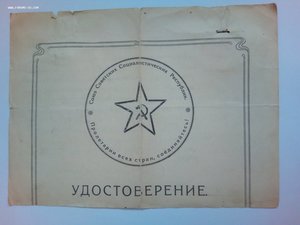 Союз Советских Социалистических Республик.
Пролетарии всех стран, соединяйтесь!
УДОСТОВЕРЕНИЕ.